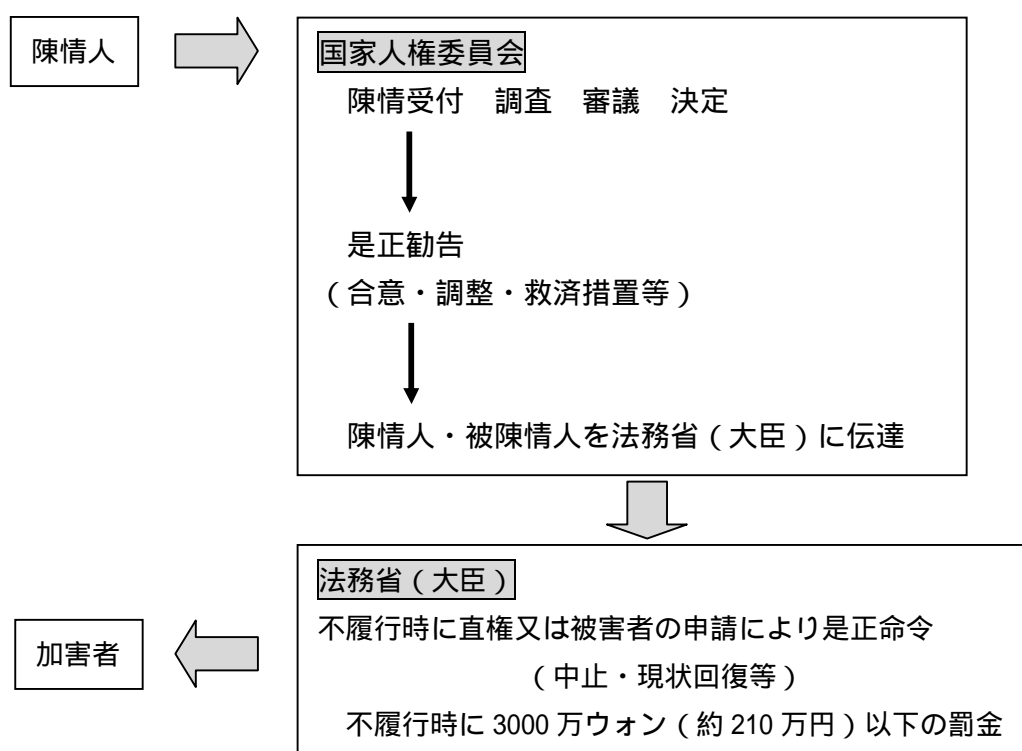 陳情人
国家人権委員会
陳情受付　調査　審議　決定
是正勧告
（合意・調整・救済措置等）
陳情人・被陳情人を法務省（大臣）に伝達
法務省（大臣）
不履行時に直権又は被害者の申請により是正命令
（中止・現状回復等）
加害者
不履行時に 3000 万ウォン（約 210 万円）以下の罰金